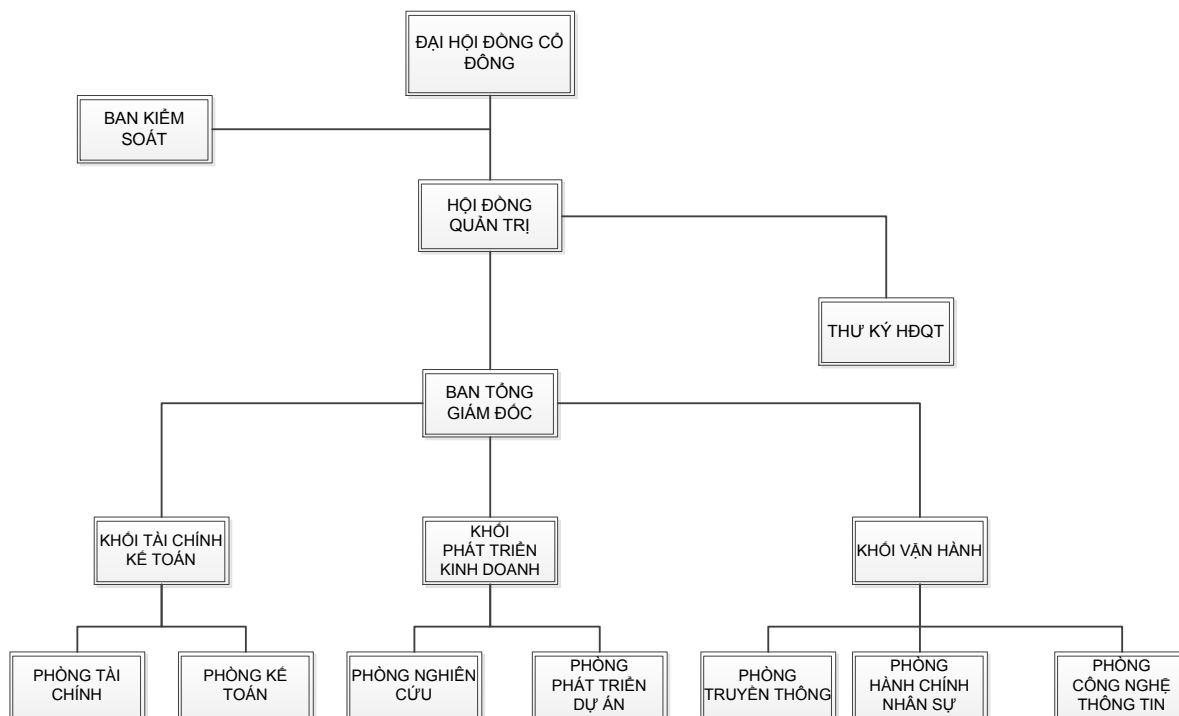 ĐẠI HỘI ĐỒNG CỔ
ĐÔNG
BAN KIỂM
SOÁT
HỘI ĐỒNG
QUẢN TRỊ
THƯ KÝ HĐQT
BAN TỔNG
GIÁM ĐỐC
KHỐI TÀI CHÍNH
KẾ TOÁN
KHỐI
PHÁT TRIỂN
KINH DOANH
KHỐI VẬN HÀNH
PHÒNG TÀI
CHÍNH
PHÒNG KẾ
TOÁN
PHÒNG NGHIÊN
CỨU
PHÒNG
PHÁT TRIỂN
DỰ ÁN
PHÒNG
TRUYỀN THÔNG
PHÒNG
HÀNH CHÍNH
NHÂN SỰ
PHÒNG
CÔNG NGHỆ
THÔNG TIN